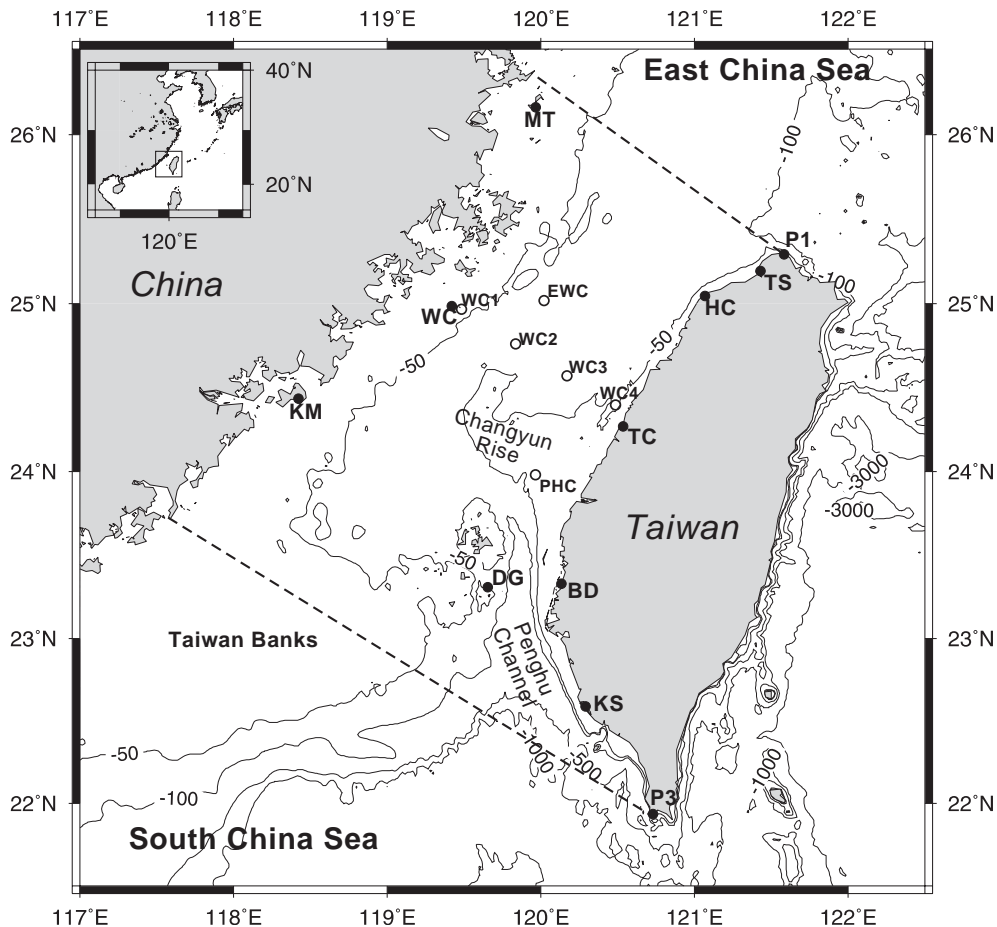 117°E 118°E 119°E 120°E 121°E 122°E
East China Sea
40°N
20°N
120°E
MT
26°N 26°N
-100
P1
TS
-100
China
25°N 25°N
WC WC1
EWC
HC
WC2
-50
-50
WC3
WC4
KM
Changyun
Rise
TC
24°N 24°N
-3000
PHC
-3000
Taiwan
-50
DG
BD
23°N 23°N
Taiwan Banks
Penghu
Channel
KS
-50
-1000
-500
-1000
-100
22°N 22°N
P3
South China Sea
117°E 118°E 119°E 120°E 121°E 122°E